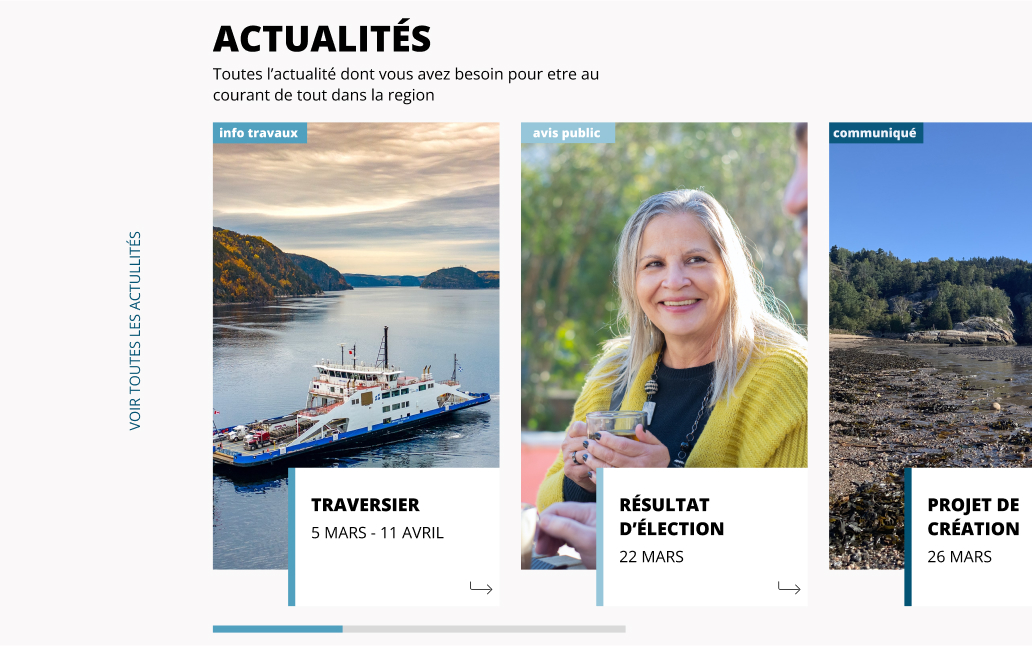 ACTUALITÉS
Toutes l’actualité dont vous avez besoin pour etre au
courant de tout dans la region
VOIR TOUTES LES ACTULLITÉS
info travaux
TRAVERSIER
5 MARS - 11 AVRIL
avis public
RÉSULTAT
D’ÉLECTION
22 MARS
communiqué
PROJET DE
CRÉATION
26 MARS